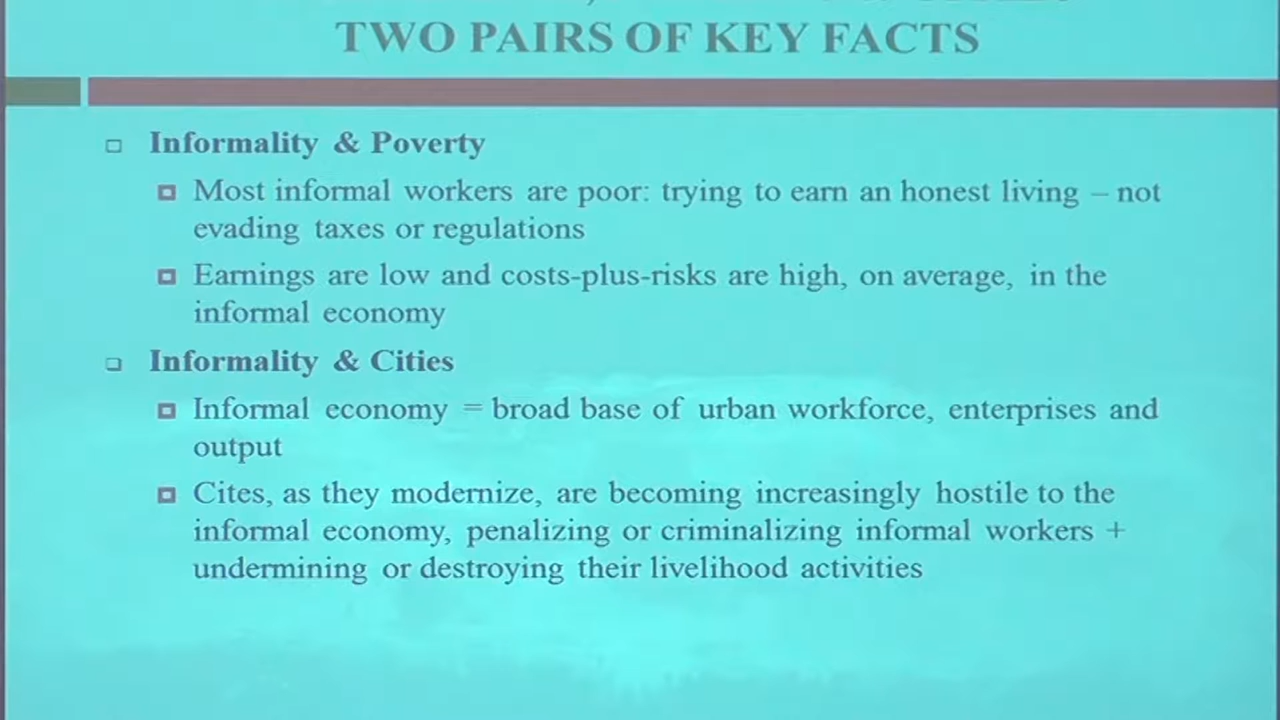 TWO PAIRS OF KEY FACTS
Informality & Poverty
Most informal workers are poor: trying to earn an honest living – not
evading taxes or regulations
Earnings are low and costs-plus-risks are high, on average, in the
informal economy
Informality & Cities
Informal economy = broad base of urban workforce, enterprises and
output
Cites, as they modernize, are becoming increasingly hostile to the
informal economy, penalizing or criminalizing informal workers +
undermining or destroying their livelihood activities